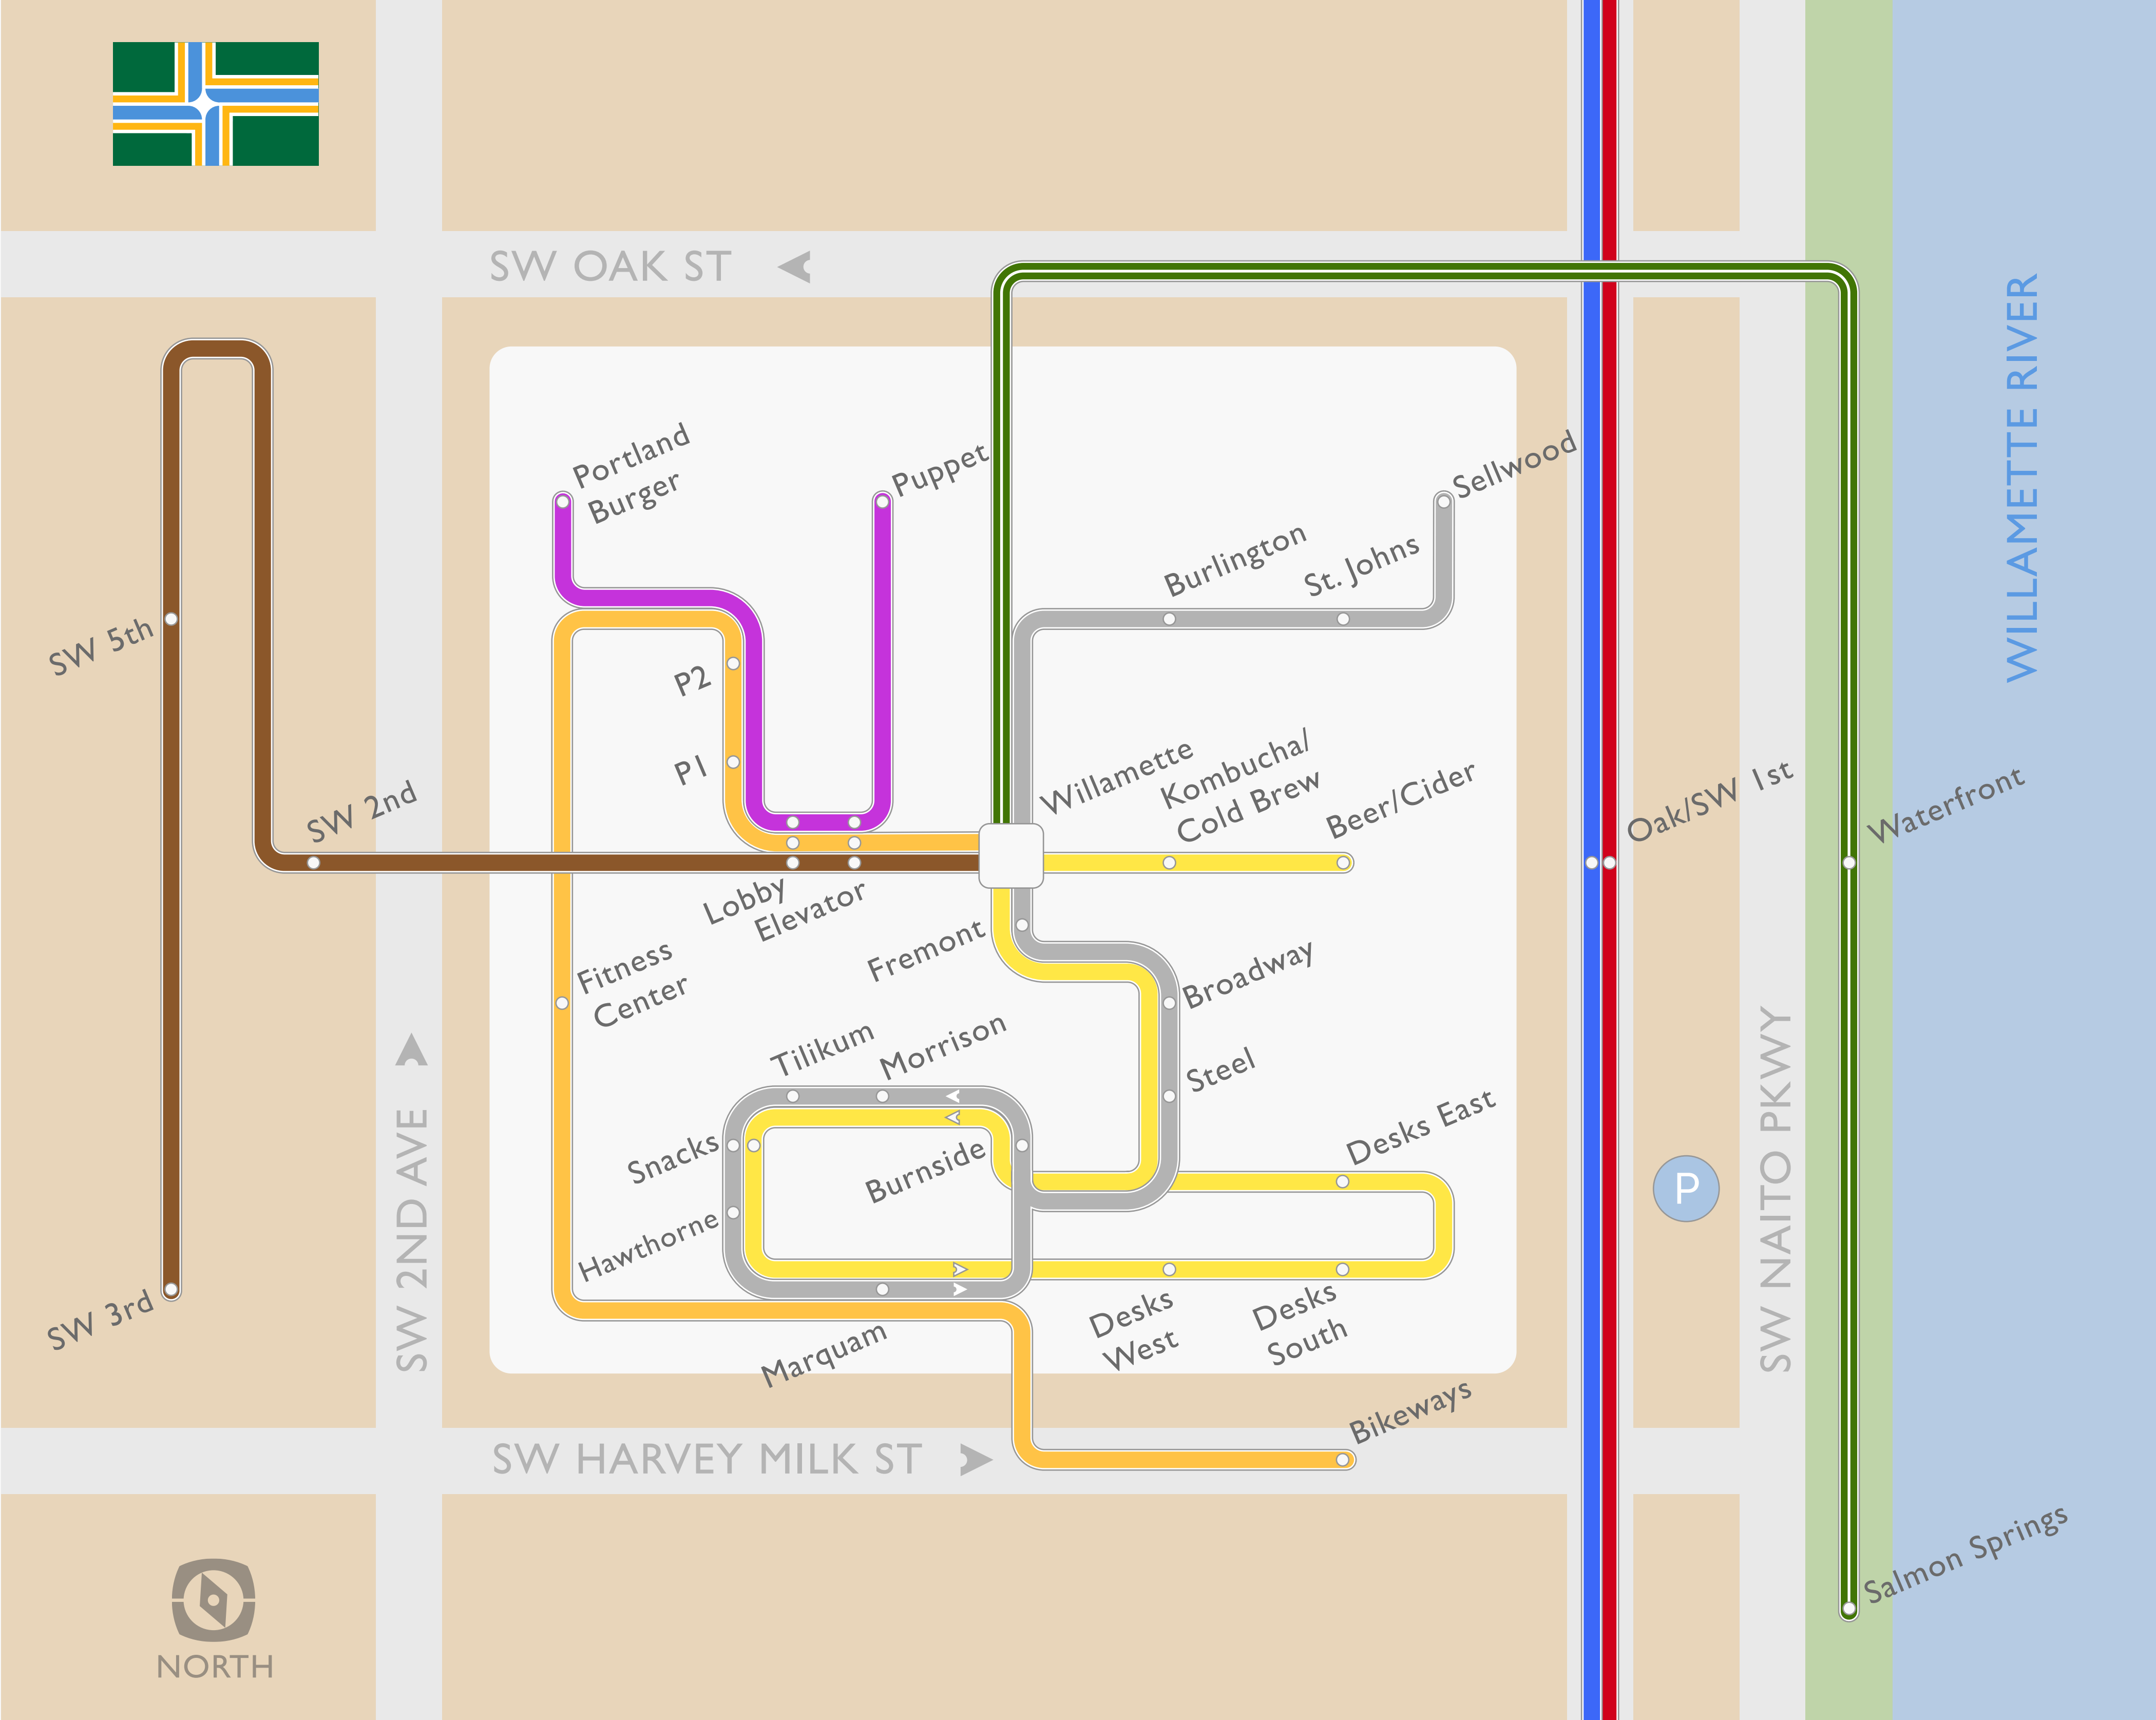 SW OAK ST
WILLAMETTE RIVER
Portland
Burger
Puppet
Sellwood
Burlington
St. Johns
SW 5th
P2
P1
SW 2nd
Willamette
Kombucha/
Cold Brew
Beer/Cider
Oak/SW 1st
Waterfront
Lobby
Elevator
Fremont
Fitness
Center
Broadway
Tilikum
Morrison
Steel
Snacks
Burnside
Desks East
Hawthorne
P
SW 2ND AVE
SW NAITO PKWY
SW 3rd
Marquam
Desks
West
Desks
South
Bikeways
SW HARVEY MILK ST
Salmon Springs
NORTH